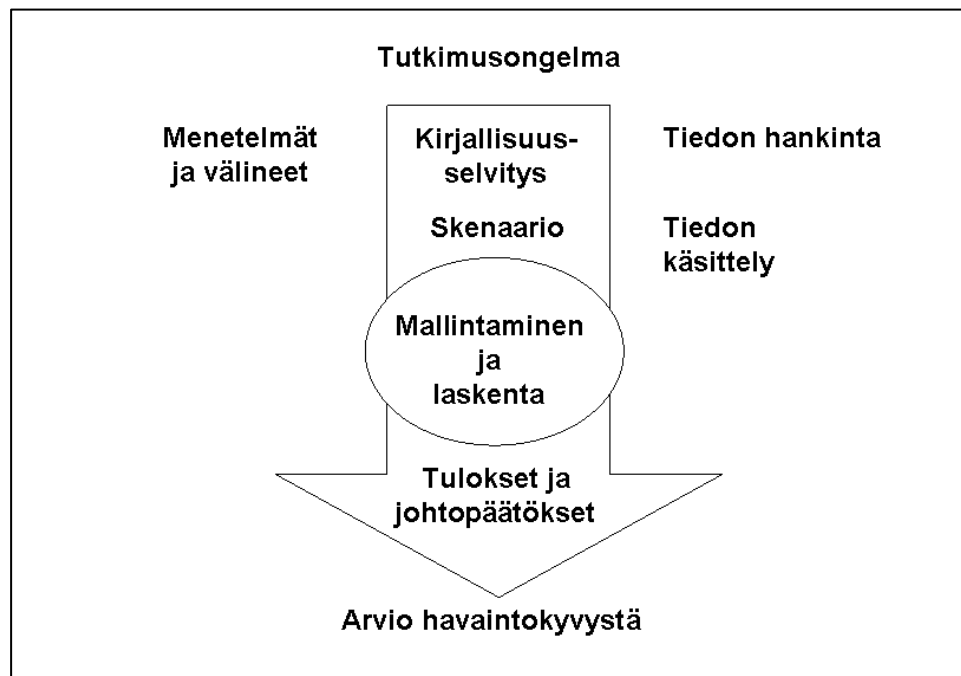 Tutkimusongelma
Menetelmät
ja välineet
Kirjallisuus-
selvitys
Tiedon hankinta
Skenaario
Tiedon
käsittely
Mallintaminen
ja
laskenta
Tulokset ja
johtopäätökset
Arvio havaintokyvystä